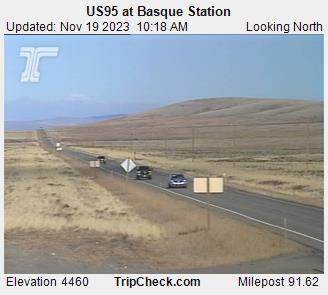 US95 at Basque Station
Updated: Nov 19 2023 10:18 AM Looking North
Elevation 4460 TripCheck.com Milepost 91.62